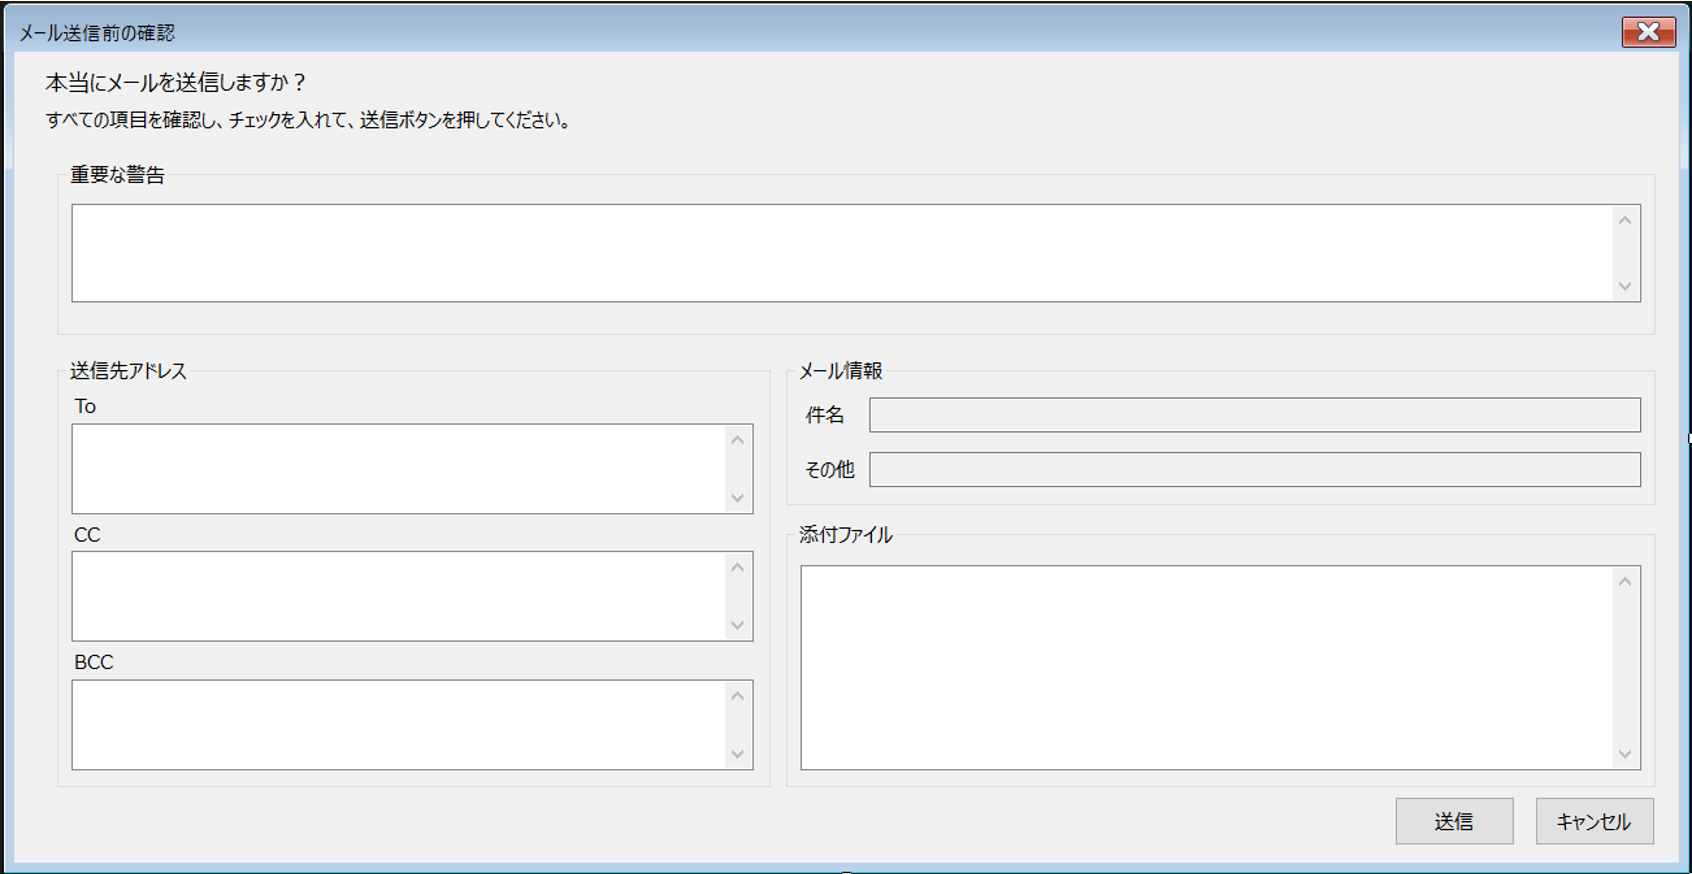 メール送信前の確認
本当にメールを送信しますか？
すべての項目を確認し、チェックを入れて、送信ボタンを押してください。
重要な警告
送信先アドレス
To
CC
BCC
メール情報
件名
その他
添付ファイル
送信
キャンセル